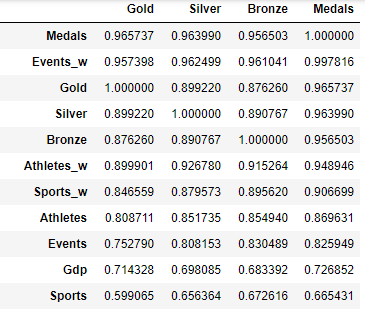 Gold Silver Bronze Medals
Medals 0.965737 0.963990 0.956503 1.000000
Events_w 0.957398 0.962499 0.961041 0.997816
Gold 1.000000 0.899220 0.876260 0.965737
Silver 0.899220 1.000000 0.890767 0.963990
Bronze 0.876260 0.890767 1.000000 0.956503
Athletes_w 0.899901 0.926780 0.915264 0.948946
Sports_w 0.846559 0.879573 0.895620 0.906699
Athletes 0.808711 0.851735 0.854940 0.869631
Events 0.752790 0.808153 0.830489 0.825949
Gdp 0.714328 0.698085 0.683392 0.726852
Sports 0.599065 0.656364 0.672616 0.665431